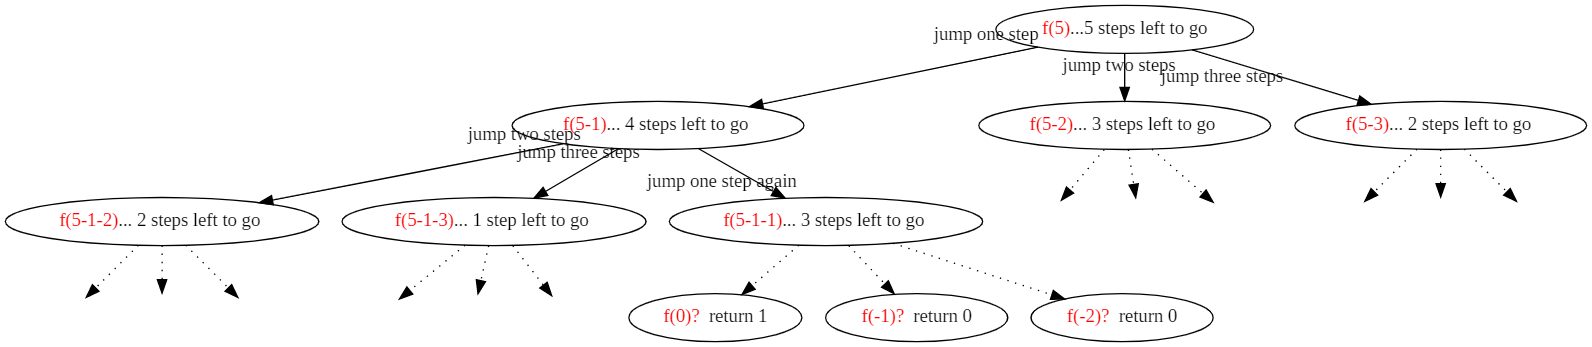 f(5)...5 steps left to go
jump one step
jump two steps
jump three steps
f(5-1)... 4 steps left to go
f(5-2)... 3 steps left to go
f(5-3)... 2 steps left to go
jump two steps
jump three steps
jump one step again
f(5-1-2)... 2 steps left to go
f(5-1-3)... 1 step left to go
f(5-1-1)... 3 steps left to go
f(0)? return 1
f(-1)? return 0
f(-2)? return 0